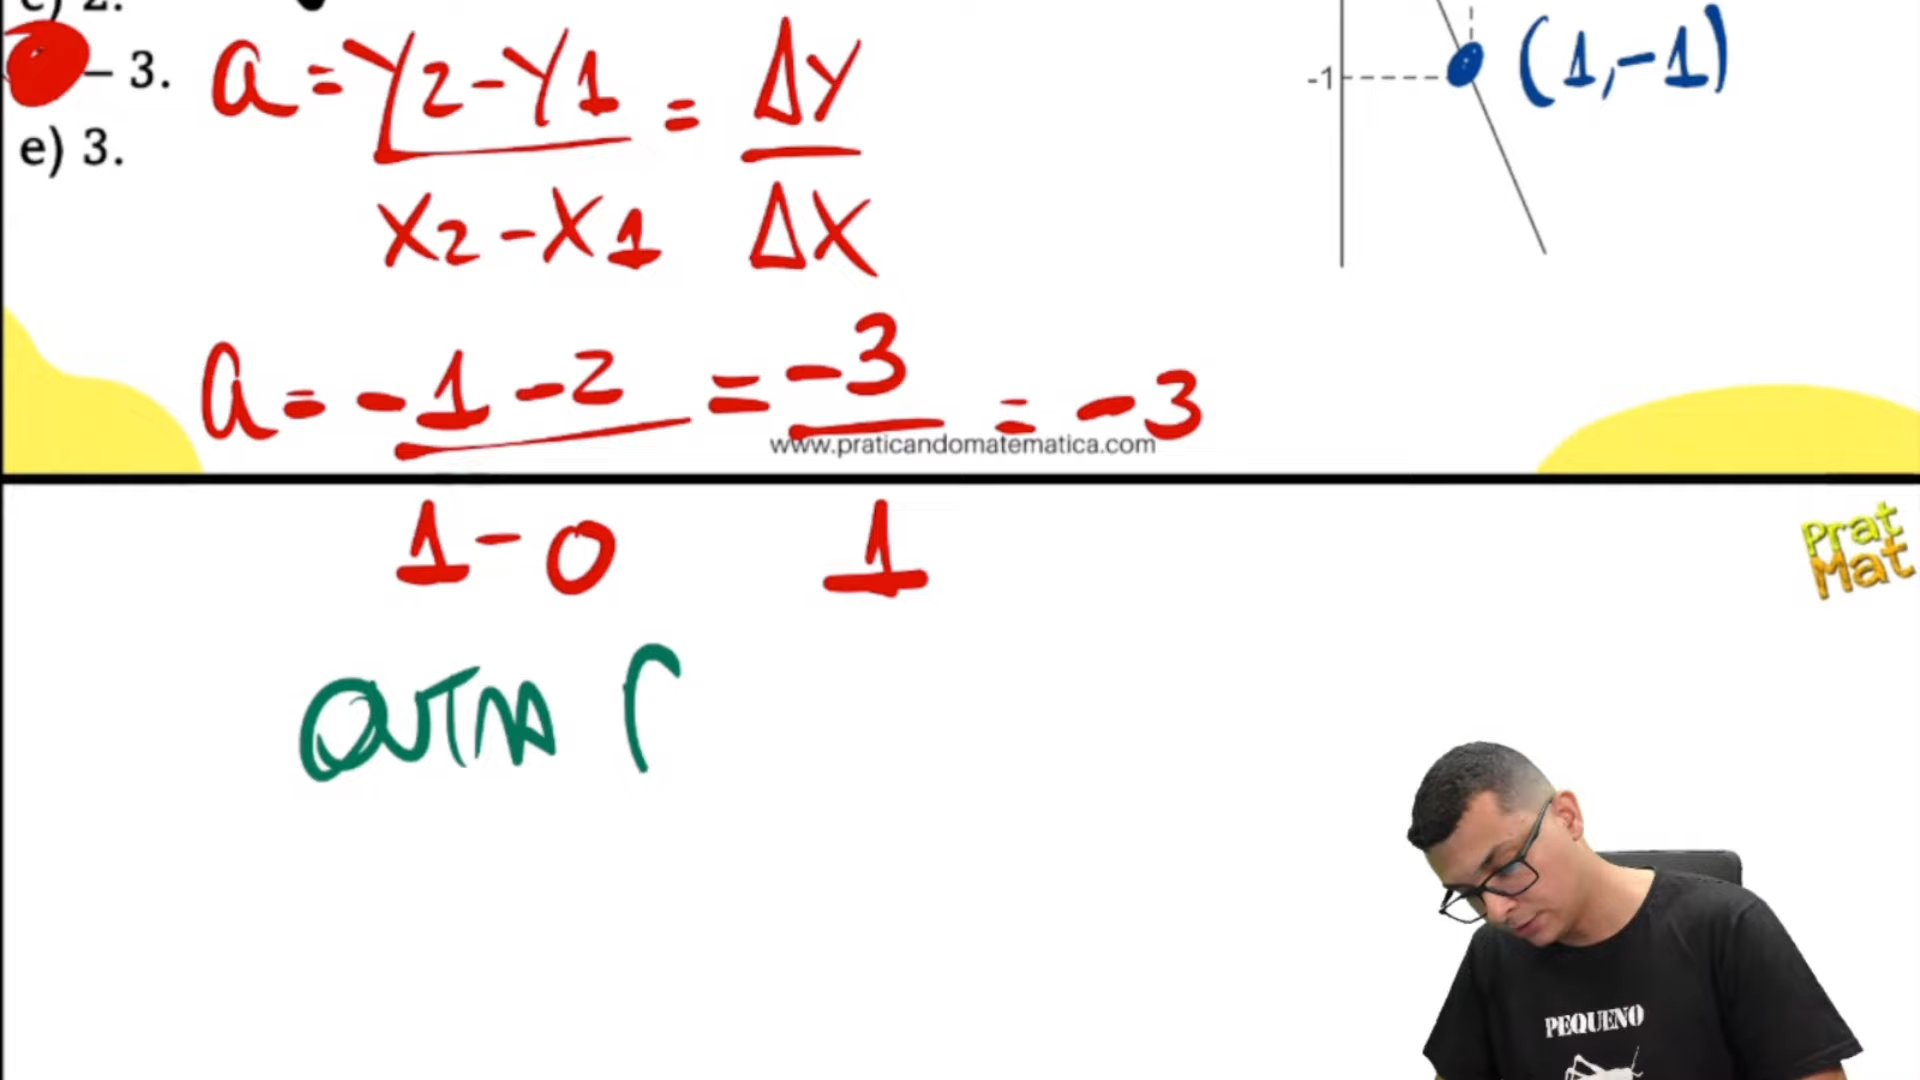 c) 2.
– 3.
e) 3.
a = Y2 - Y1 / X2 - X1 = ΔY / ΔX
-1
(1,-1)
a = -1 - 2 / 1 - 0 = -3 / 1 = -3
www.praticandomatematica.com
Prat
Mat
OUTRA
PEQUENO